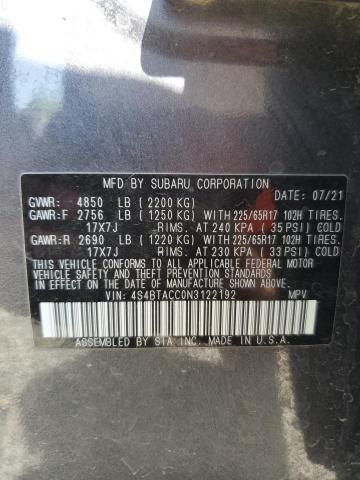 MFD BY SUBARU CORPORATION
GVWR: 4850 LB (2200 KG) DATE: 07/21
GAWR:F 2756 LB (1250 KG) WITH 225/65R17 102H TIRES.
17X7J RIMS. AT 240 KPA (35 PSI) COLD
GAWR:R 2690 LB (1220 KG) WITH 225/65R17 102H TIRES.
17X7J RIMS. AT 230 KPA (33 PSI) COLD
THIS VEHICLE CONFORMS TO ALL APPLICABLE FEDERAL MOTOR
VEHICLE SAFETY AND THEFT PREVENTION STANDARDS
IN EFFECT ON THE DATE OF MANUFACTURE SHOWN ABOVE.
VIN: 4S4BTACC0N3122192 MPV
ASSEMBLED BY SIA, INC. MADE IN U.S.A.